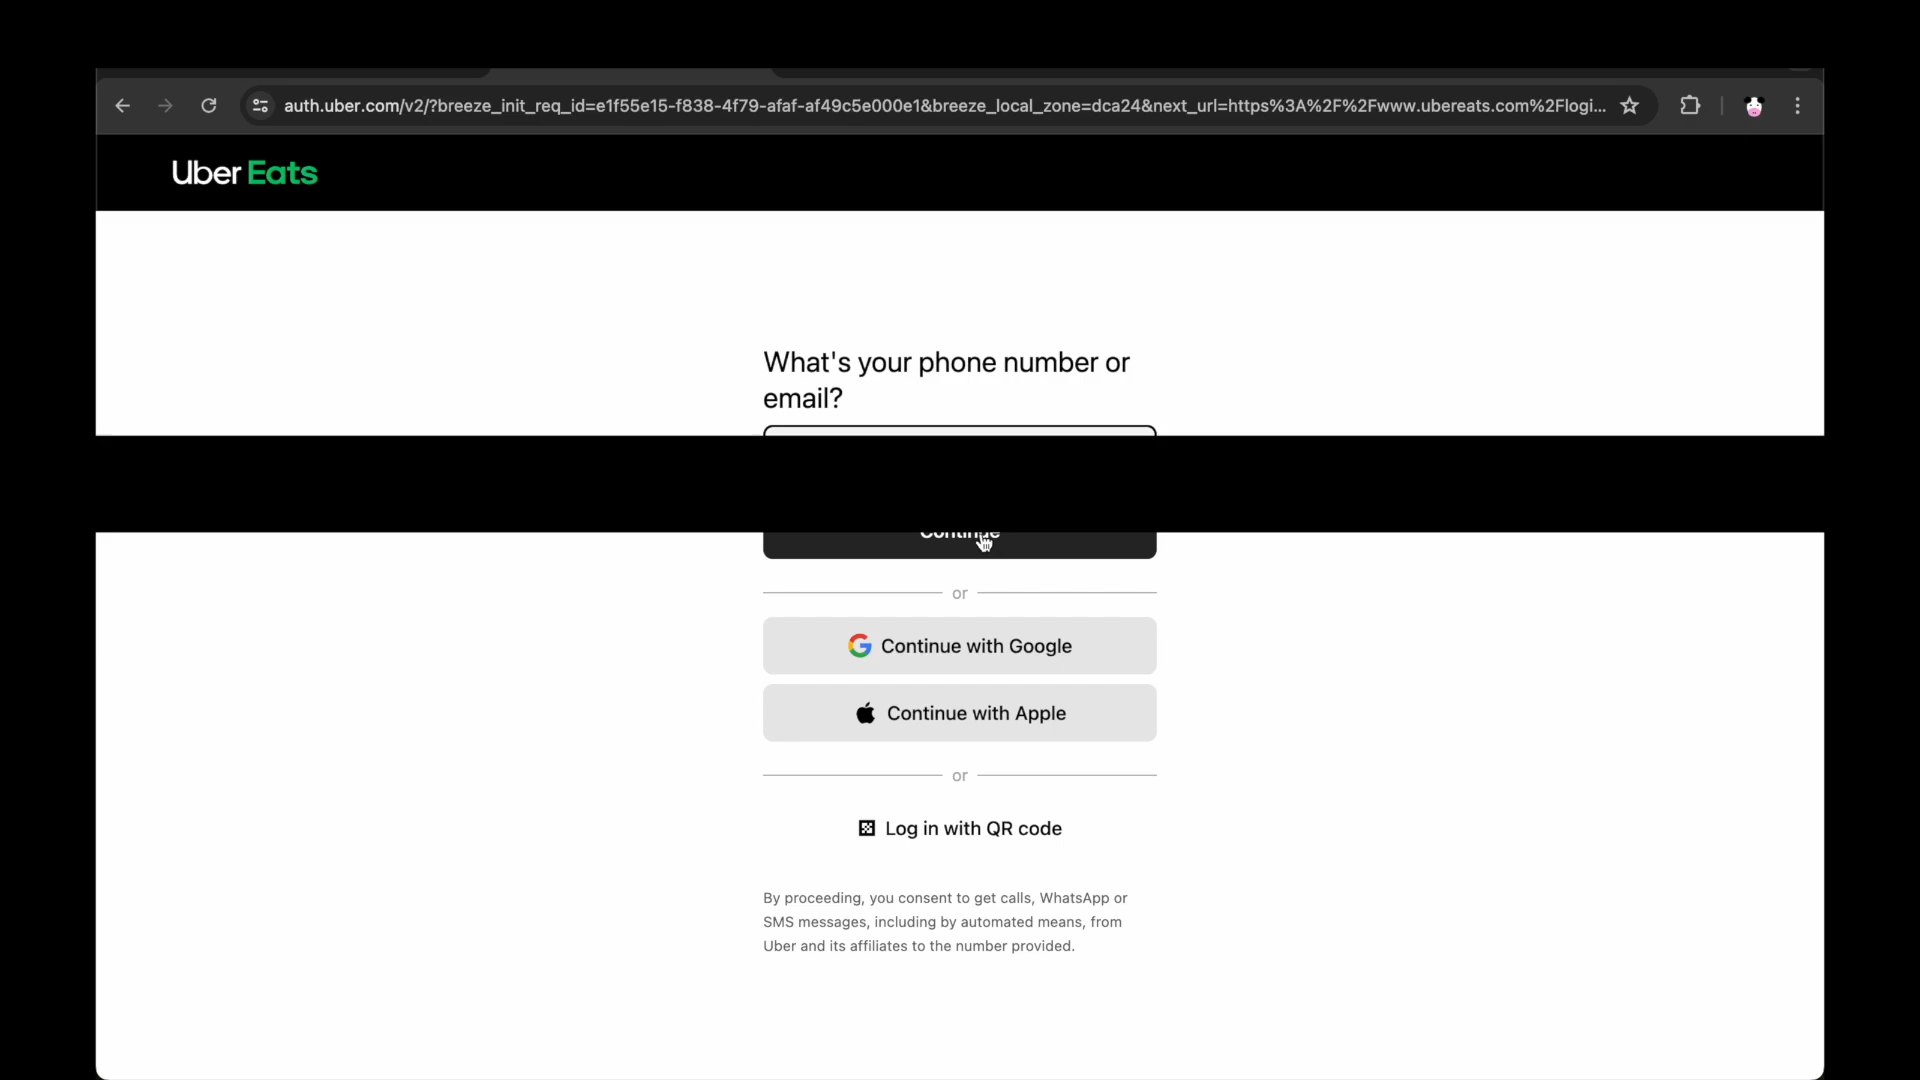 auth.uber.com/v2/?breeze_init_req_id=e1f55e15-f838-4f79-afaf-af49c5e000e1&breeze_local_zone=dca24&next_url=https%3A%2F%2Fwww.ubereats.com%2Flogi...
Uber Eats
What's your phone number or
email?
Continue
or
Continue with Google
Continue with Apple
or
Log in with QR code
By proceeding, you consent to get calls, WhatsApp or
SMS messages, including by automated means, from
Uber and its affiliates to the number provided.